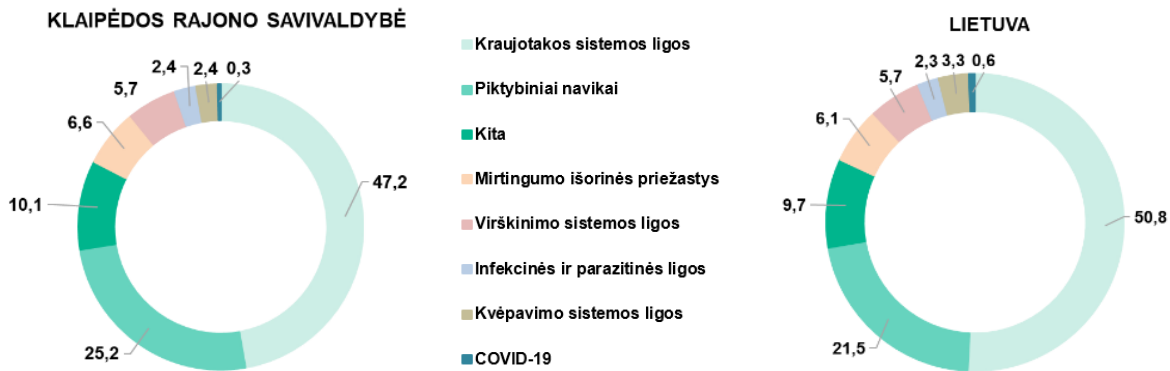 KLAIPĖDOS RAJONO SAVIVALDYBĖ
2,4
2,4
0,3
5,7
6,6
10,1
25,2
47,2
Kraujotakos sistemos ligos
Piktybiniai navikai
Kita
Mirtingumo išorinės priežastys
Virškinimo sistemos ligos
Infekcinės ir parazitinės ligos
Kvėpavimo sistemos ligos
COVID-19
LIETUVA
2,3
3,3
0,6
5,7
6,1
9,7
21,5
50,8